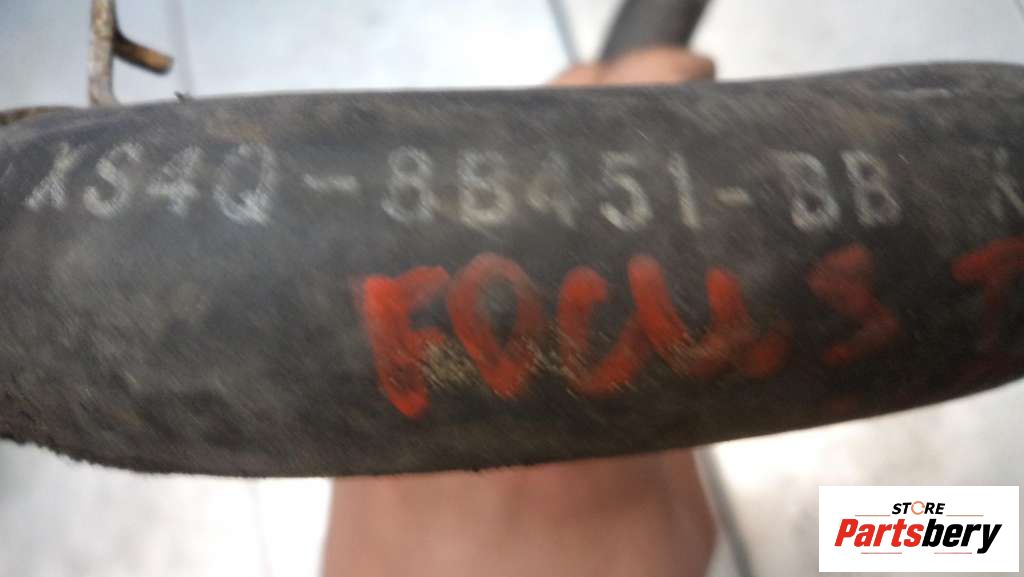 XS4Q-8B451-BB
FOCUS
STORE
Partsbery